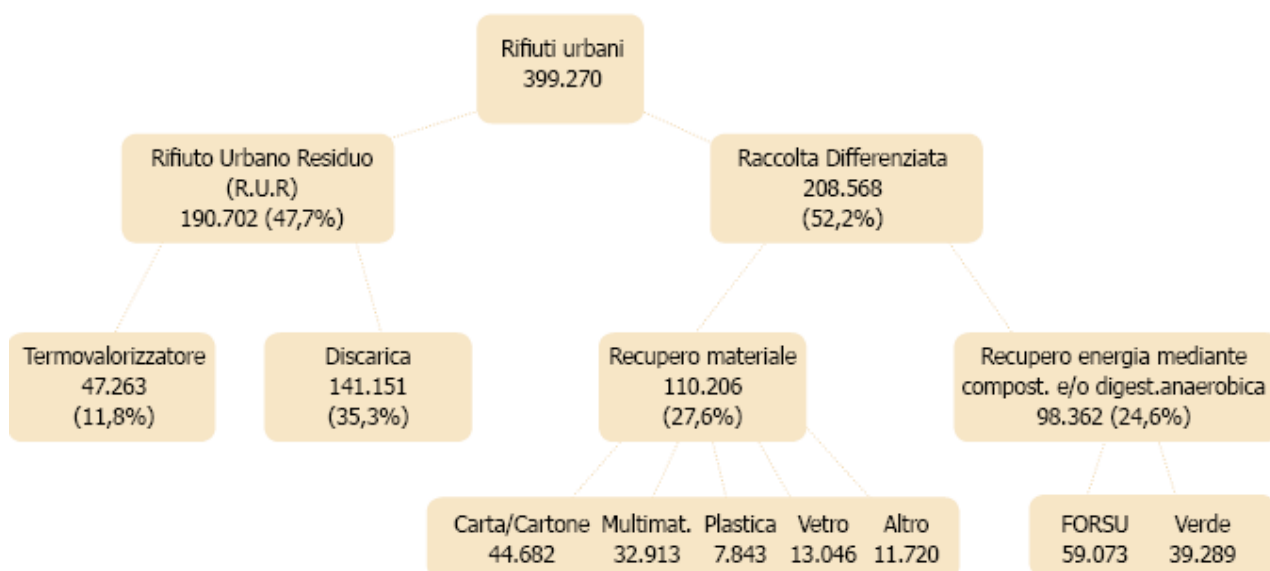 Rifiuti urbani
399.270
Rifiuto Urbano Residuo
(R.U.R)
190.702 (47,7%)
Raccolta Differenziata
208.568
(52,2%)
Termovalorizzatore
47.263
(11,8%)
Discarica
141.151
(35,3%)
Recupero materiale
110.206
(27,6%)
Recupero energia mediante
compost. e/o digest.anaerobica
98.362 (24,6%)
Carta/Cartone Multimat. Plastica Vetro Altro
44.682 32.913 7.843 13.046 11.720
FORSU Verde
59.073 39.289